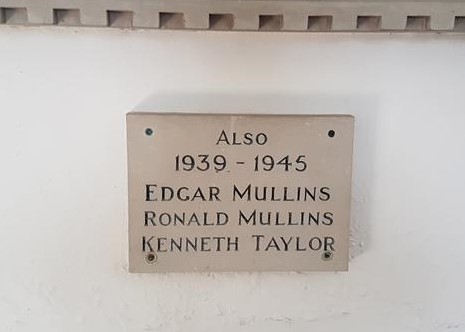 Also
1939 - 1945
Edgar Mullins
Ronald Mullins
Kenneth Taylor